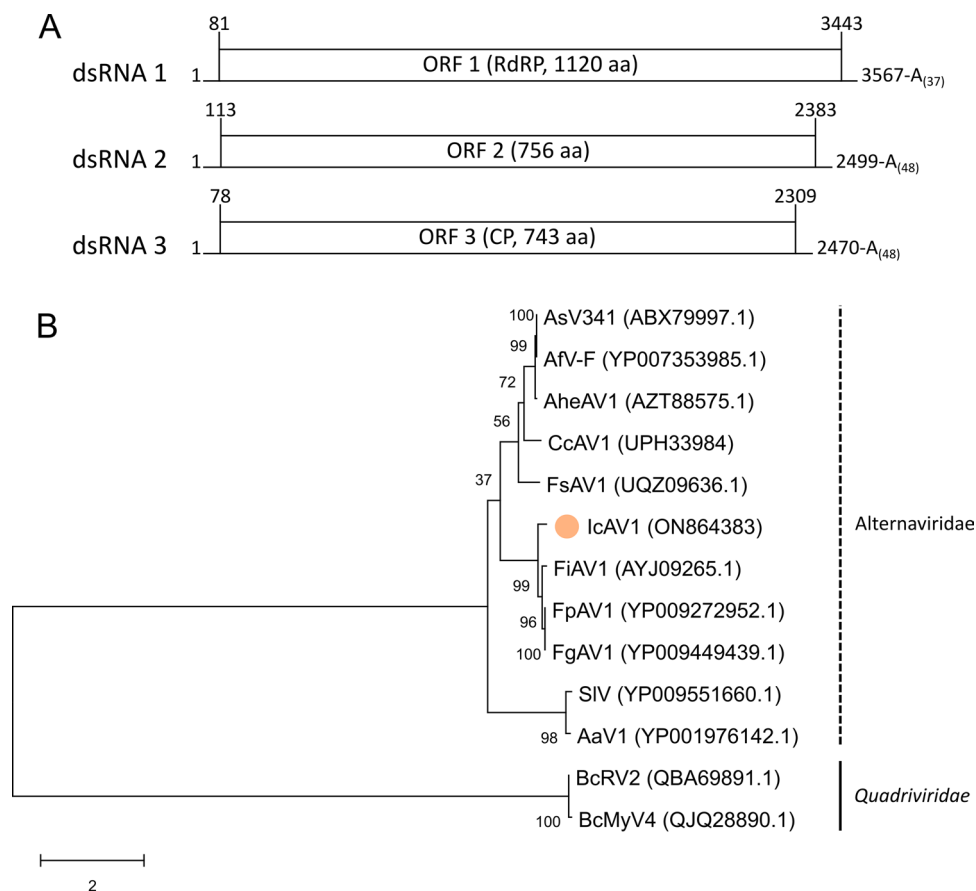 A
81 3443
dsRNA 1 1 ORF 1 (RdRP, 1120 aa) 3567-A(37)
113 2383
dsRNA 2 1 ORF 2 (756 aa) 2499-A(48)
78 2309
dsRNA 3 1 ORF 3 (CP, 743 aa) 2470-A(48)
B
100 AsV341 (ABX79997.1)
99
AfV-F (YP007353985.1)
72
AheAV1 (AZT88575.1)
56
CcAV1 (UPH33984)
37
FsAV1 (UQZ09636.1)
IcAV1 (ON864383)
Alternaviridae
FiAV1 (AYJ09265.1)
99
FpAV1 (YP009272952.1)
96
100 FgAV1 (YP009449439.1)
SIV (YP009551660.1)
98 AaV1 (YP001976142.1)
BcRV2 (QBA69891.1)
Quadriviridae
100 BcMyV4 (QJQ28890.1)
2